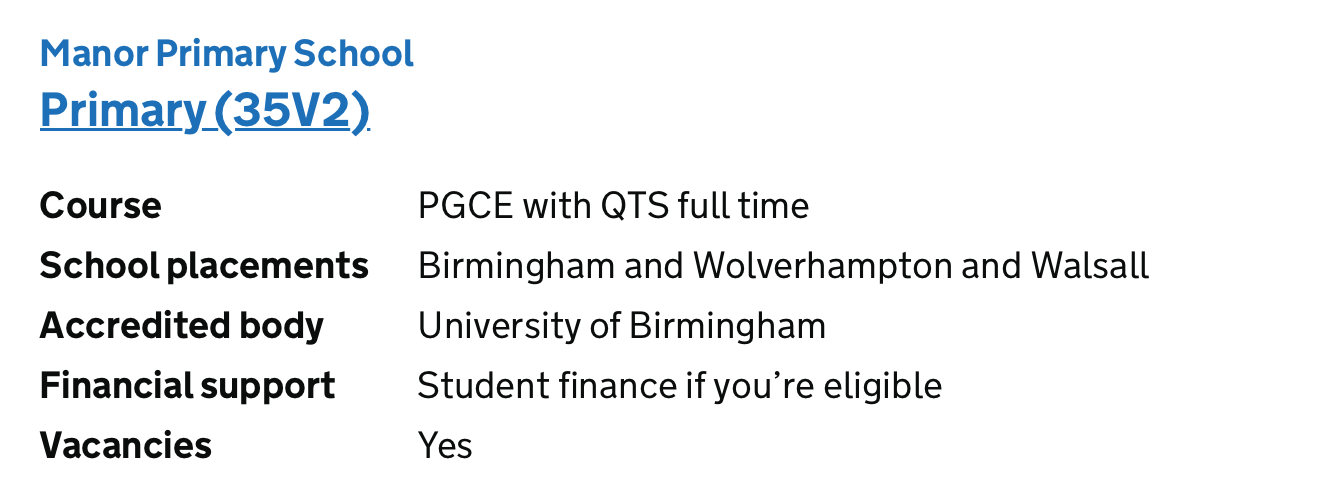 Manor Primary School
Primary (35V2)
Course PGCE with QTS full time
School placements Birmingham and Wolverhampton and Walsall
Accredited body University of Birmingham
Financial support Student finance if you’re eligible
Vacancies Yes